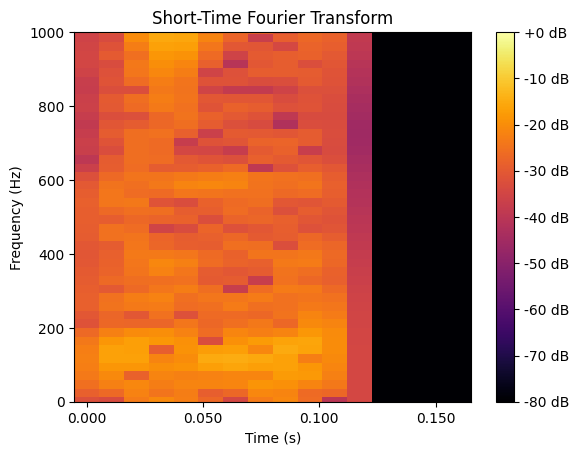 Short-Time Fourier Transform
Frequency (Hz)
1000
800
600
400
200
0
0.000
0.050
0.100
0.150
Time (s)
+0 dB
-10 dB
-20 dB
-30 dB
-40 dB
-50 dB
-60 dB
-70 dB
-80 dB